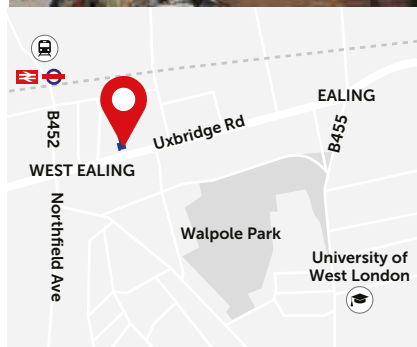 EALING
B452
B455
Uxbridge Rd
WEST EALING
Northfield Ave
Walpole Park
University of
West London